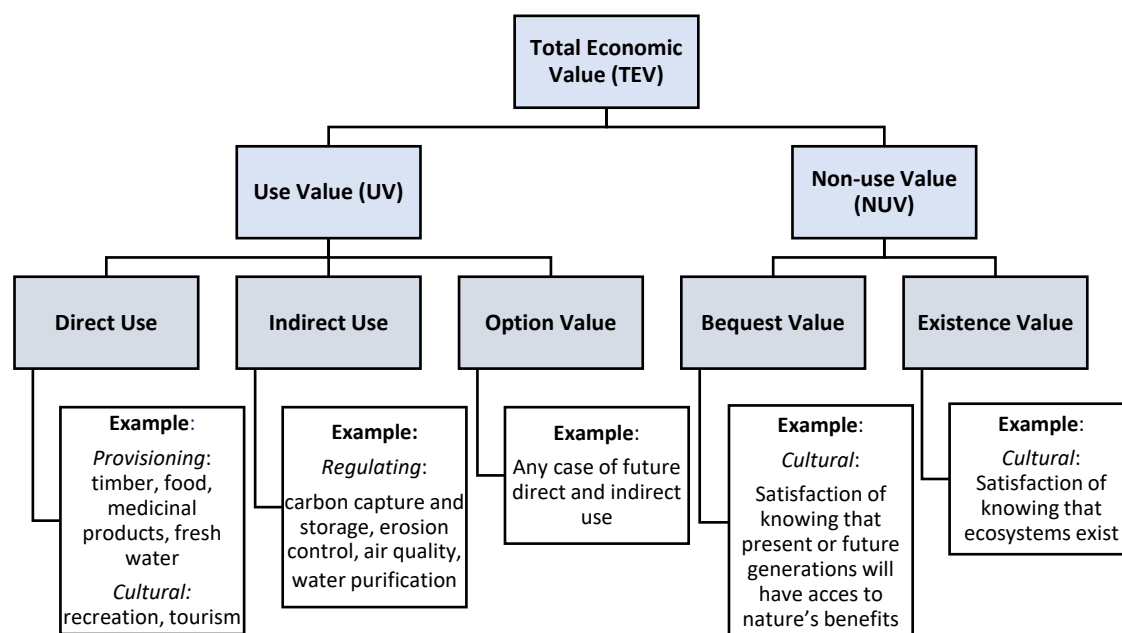 Total Economic
Value (TEV)
Use Value (UV)
Non-use Value
(NUV)
Direct Use
Indirect Use
Option Value
Bequest Value
Existence Value
Example:
Provisioning:
timber, food,
medicinal
products, fresh
water
Cultural:
recreation, tourism
Example:
Regulating:
carbon capture and
storage, erosion
control, air quality,
water purification
Example:
Any case of future
direct and indirect
use
Example:
Cultural:
Satisfaction of
knowing that
present or future
generations will
have acces to
nature’s benefits
Example:
Cultural:
Satisfaction of
knowing that
ecosystems exist